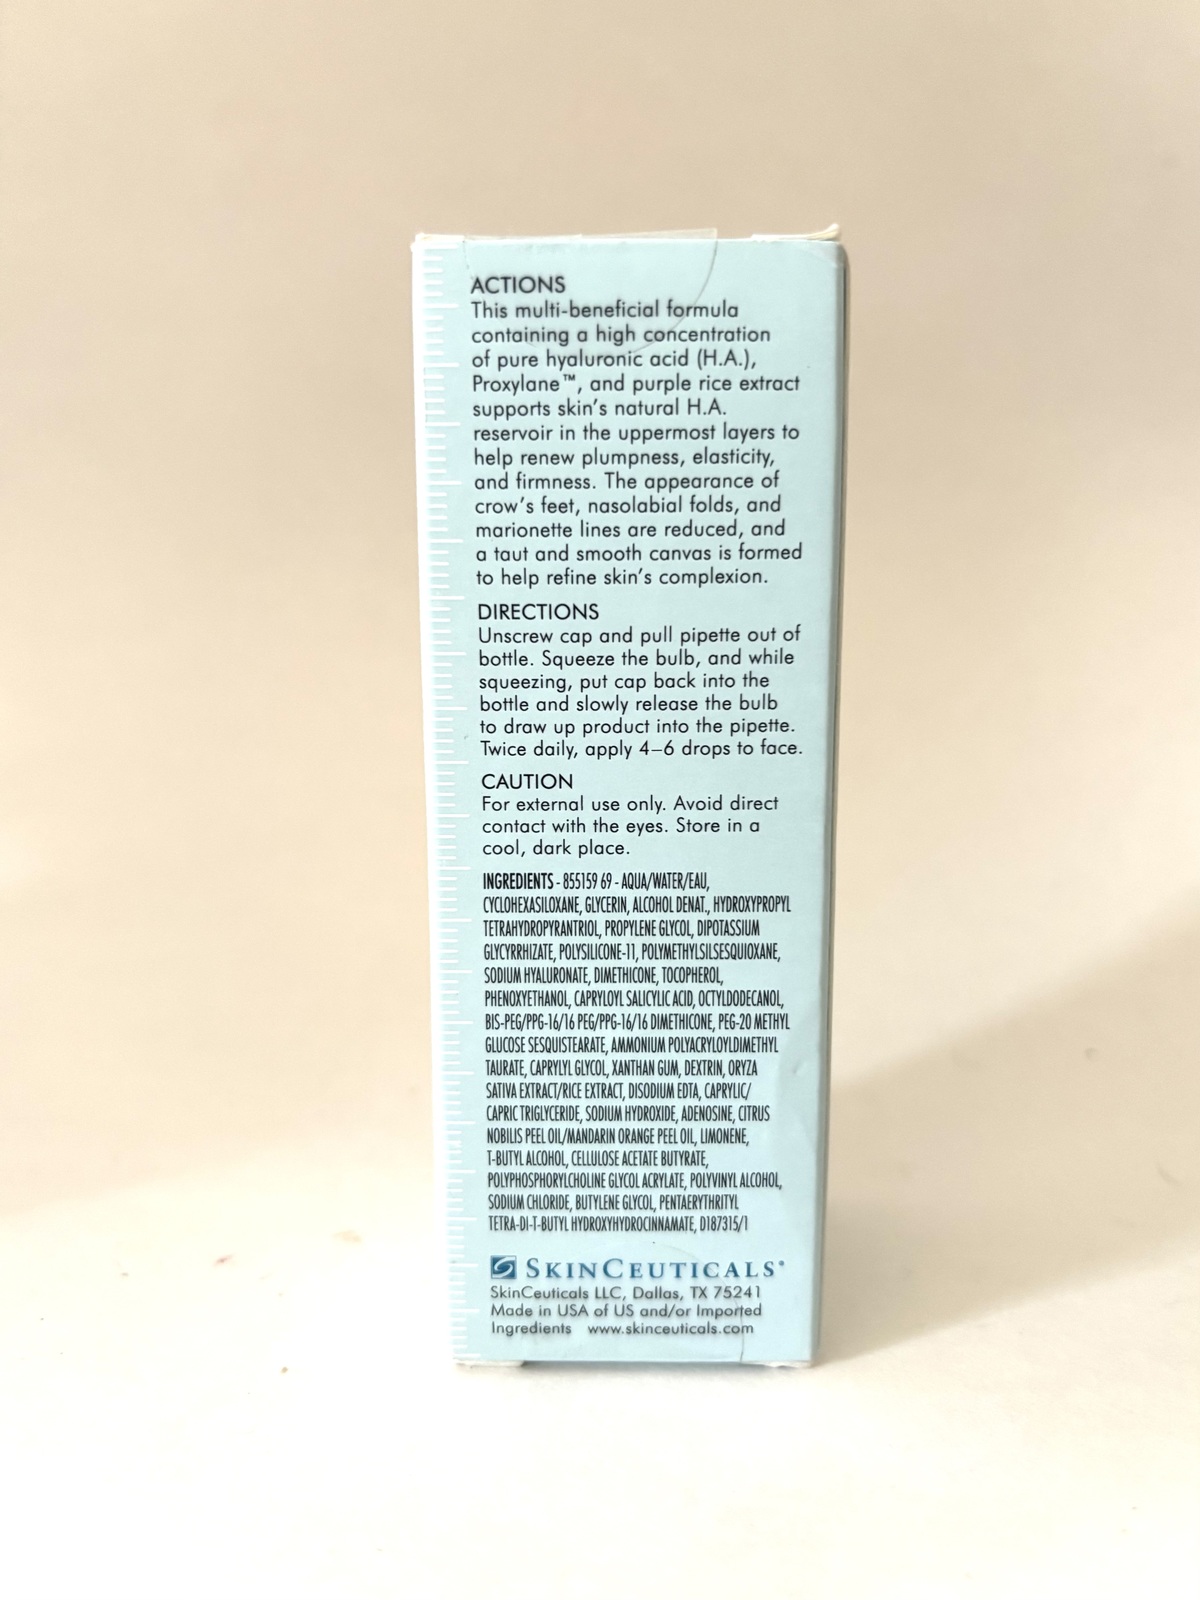 ACTIONS
This multi-beneficial formula
containing a high concentration
of pure hyaluronic acid (H.A.),
Proxylane™, and purple rice extract
supports skin's natural H.A.
reservoir in the uppermost layers to
help renew plumpness, elasticity,
and firmness. The appearance of
crow's feet, nasolabial folds, and
marionette lines are reduced, and
a taut and smooth canvas is formed
to help refine skin's complexion.
DIRECTIONS
Unscrew cap and pull pipette out of
bottle. Squeeze the bulb, and while
squeezing, put cap back into the
bottle and slowly release the bulb
to draw up product into the pipette.
Twice daily, apply 4–6 drops to face.
CAUTION
For external use only. Avoid direct
contact with the eyes. Store in a
cool, dark place.
INGREDIENTS - 855159 69 - AQUA/WATER/EAU,
CYCLOHEXASILOXANE, GLYCERIN, ALCOHOL DENAT., HYDROXYPROPYL
TETRAHYDROPYRANTRIOL, PROPYLENE GLYCOL, DIPOTASSIUM
GLYCYRRHIZATE, POLYSILICONE-11, POLYMETHYLSILSESQUIOXANE,
SODIUM HYALURONATE, DIMETHICONE, TOCOPHEROL,
PHENOXYETHANOL, CAPRYLOYL SALICYLIC ACID, OCTYLDODECANOL,
BIS-PEG/PPG-16/16 PEG/PPG-16/16 DIMETHICONE, PEG-20 METHYL
GLUCOSE SESQUISTEARATE, AMMONIUM POLYACRYLOYLDIMETHYL
TAURATE, CAPRYLYL GLYCOL, XANTHAN GUM, DEXTRIN, ORYZA
SATIVA EXTRACT/RICE EXTRACT, DISODIUM EDTA, CAPRYLIC/
CAPRIC TRIGLYCERIDE, SODIUM HYDROXIDE, ADENOSINE, CITRUS
NOBILIS PEEL OIL/MANDARIN ORANGE PEEL OIL, LIMONENE,
T-BUTYL ALCOHOL, CELLULOSE ACETATE BUTYRATE,
POLYPHOSPHORYLCHOLINE GLYCOL ACRYLATE, POLYVINYL ALCOHOL,
SODIUM CHLORIDE, BUTYLENE GLYCOL, PENTAERYTHRITYL
TETRA-DI-T-BUTYL HYDROXYHYDROCINNAMATE, D187315/1
SKINCEUTICALS®
SkinCeuticals LLC, Dallas, TX 75241
Made in USA of US and/or Imported
Ingredients www.skinceuticals.com